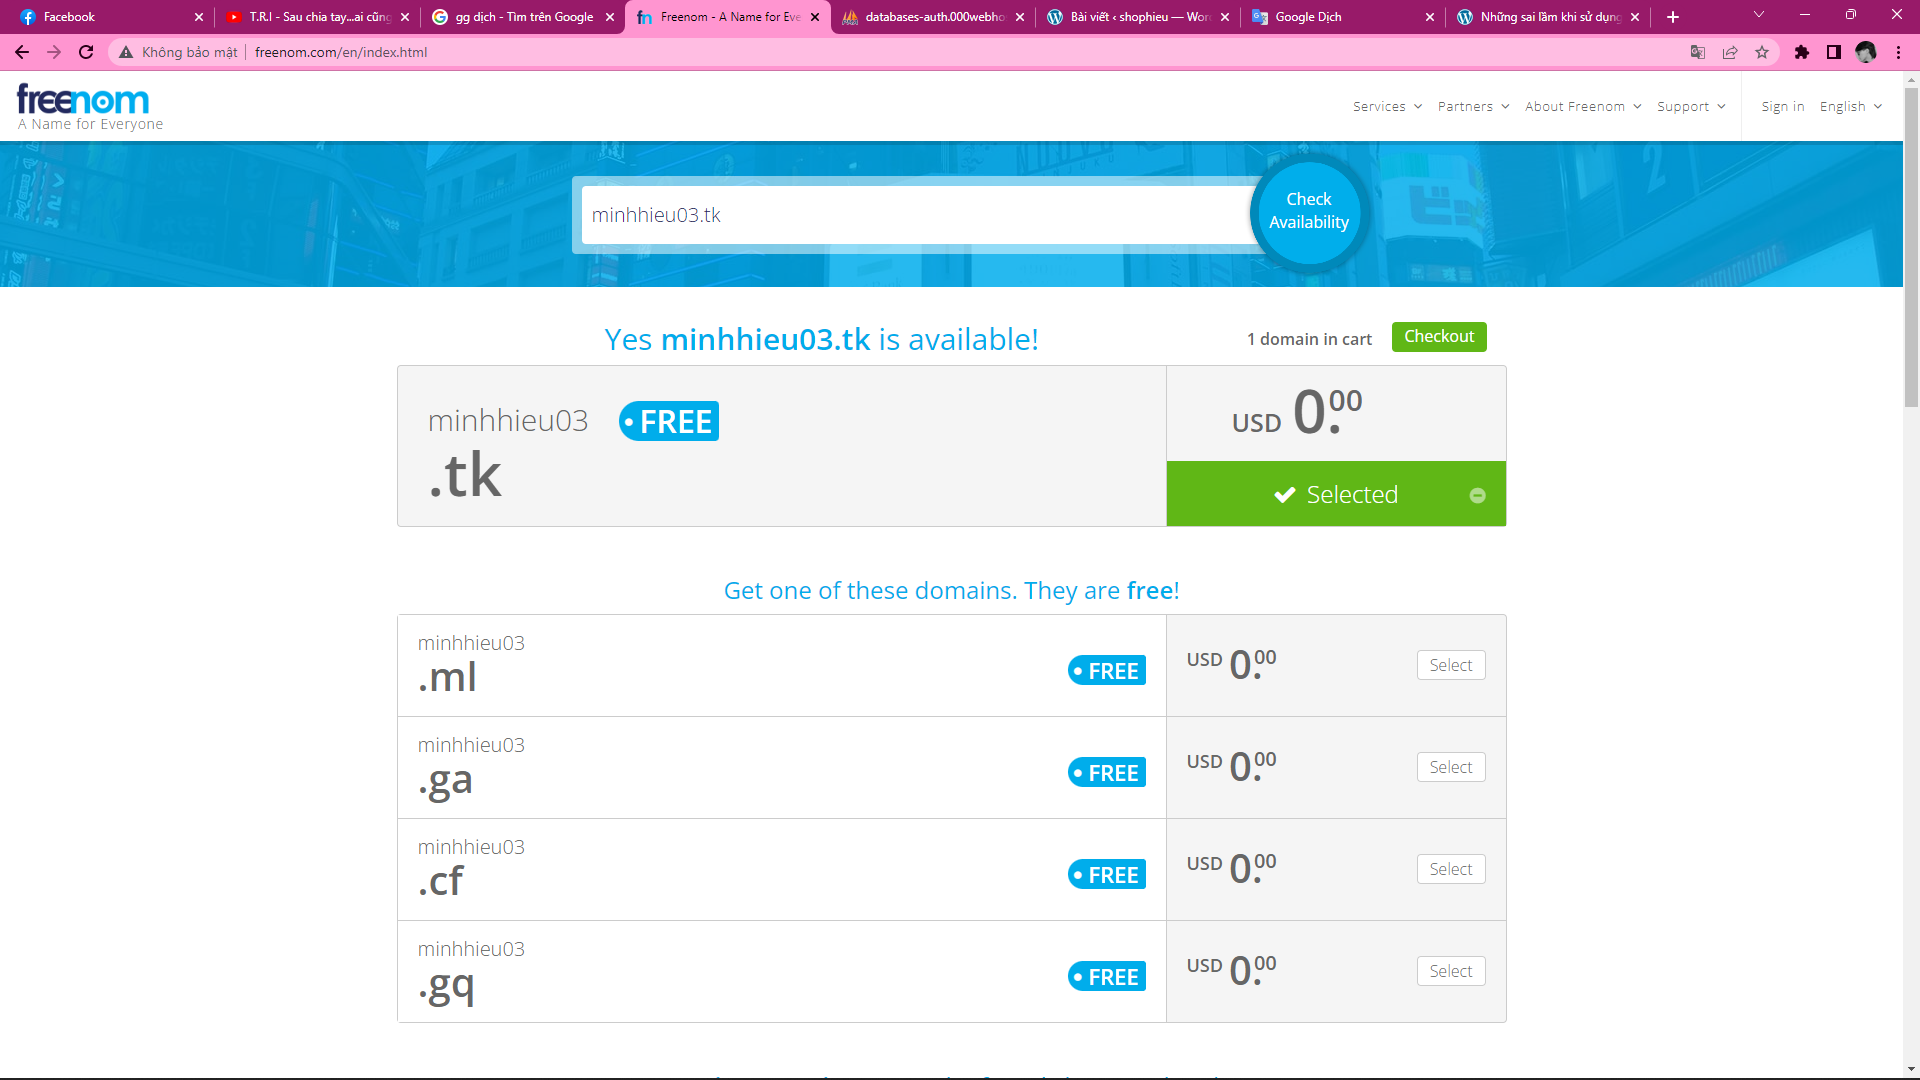 Facebook
T.R.I - Sau chia tay...ai cũng
gg dịch - Tìm trên Google
Freenom - A Name for Eve
databases-auth.000webho
Bài viết ‹ shophieu — Wor
Google Dịch
Những sai lầm khi sử dụng
Không bảo mật
freenom.com/en/index.html
freenom
A Name for Everyone
Services
Partners
About Freenom
Support
Sign in
English
minhhieu03.tk
Check
Availability
Yes minhhieu03.tk is available!
1 domain in cart
Checkout
minhhieu03
FREE
.tk
USD 0.00
Selected
Get one of these domains. They are free!
minhhieu03
.ml
FREE
USD 0.00
Select
minhhieu03
.ga
FREE
USD 0.00
Select
minhhieu03
.cf
FREE
USD 0.00
Select
minhhieu03
.gq
FREE
USD 0.00
Select